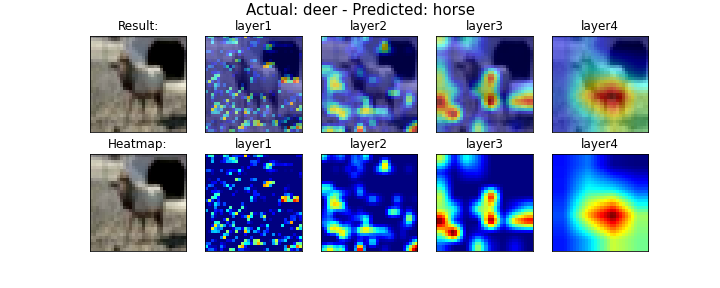 Actual: deer - Predicted: horse
Result: layer1 layer2 layer3 layer4
Heatmap: layer1 layer2 layer3 layer4